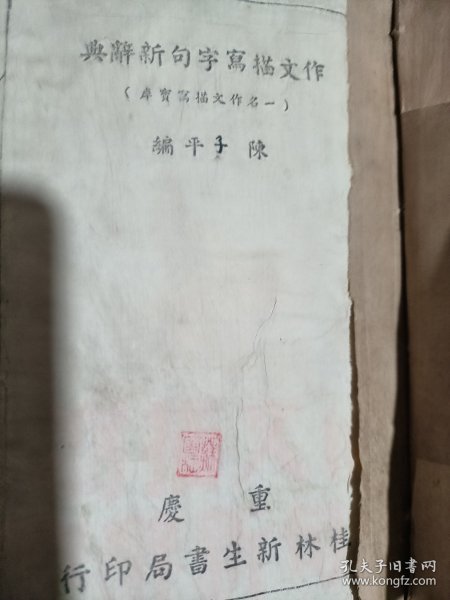 作文描寫字句新辭典
(一名作文描寫寶庫)
陳子平編
重慶
桂林新生書局印行
孔夫子旧书网
www.kongfz.com